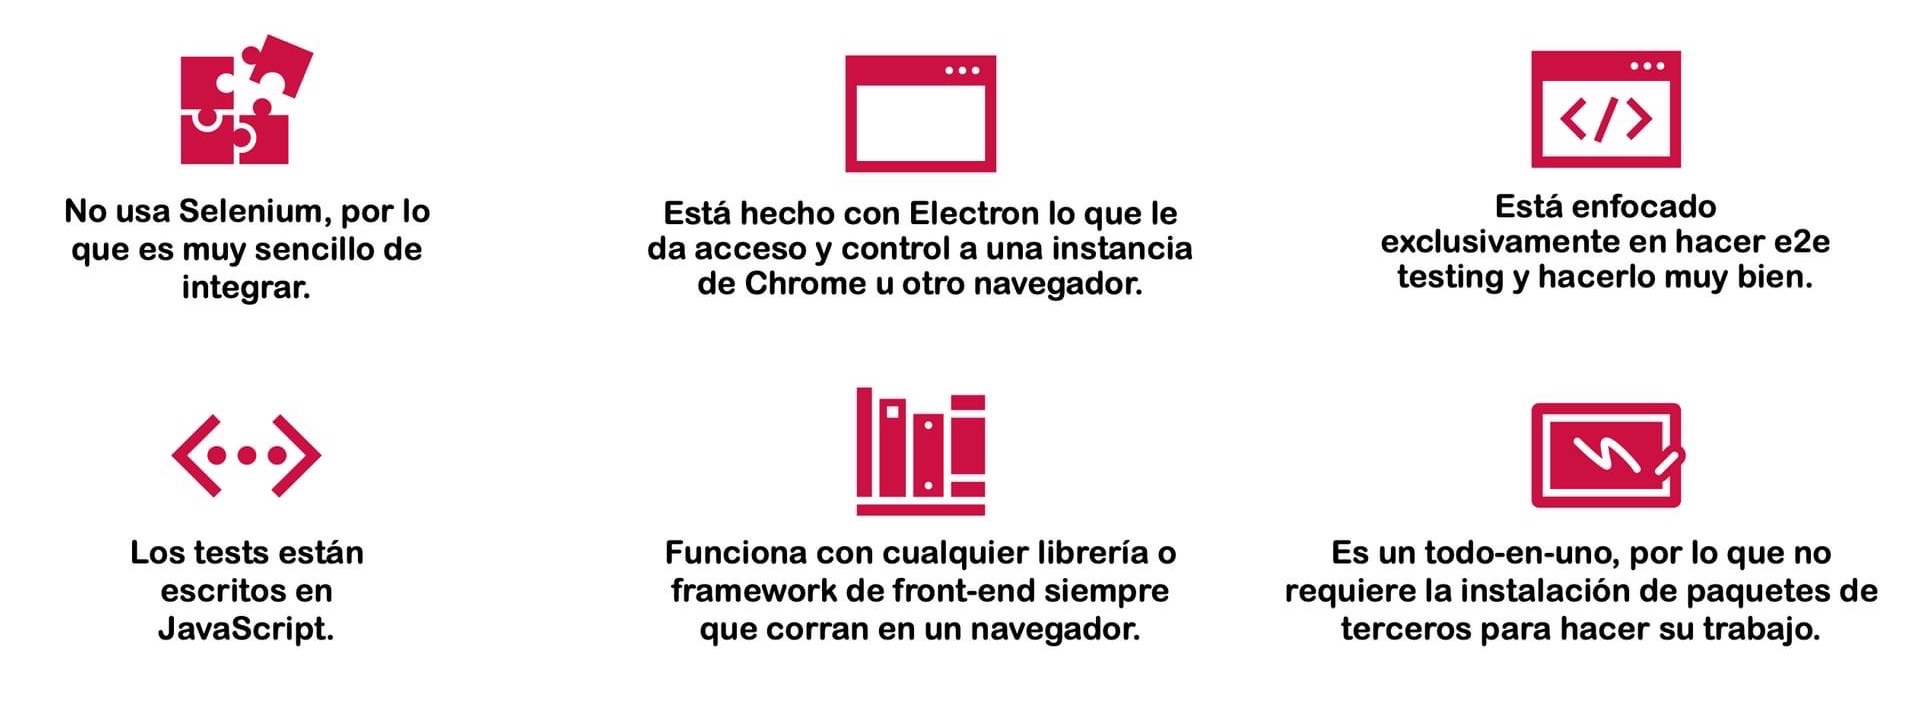 No usa Selenium, por lo
que es muy sencillo de
integrar.
Está hecho con Electron lo que le
da acceso y control a una instancia
de Chrome u otro navegador.
Está enfocado
exclusivamente en hacer e2e
testing y hacerlo muy bien.
Los tests están
escritos en
JavaScript.
Funciona con cualquier librería o
framework de front-end siempre
que corran en un navegador.
Es un todo-en-uno, por lo que no
requiere la instalación de paquetes de
terceros para hacer su trabajo.